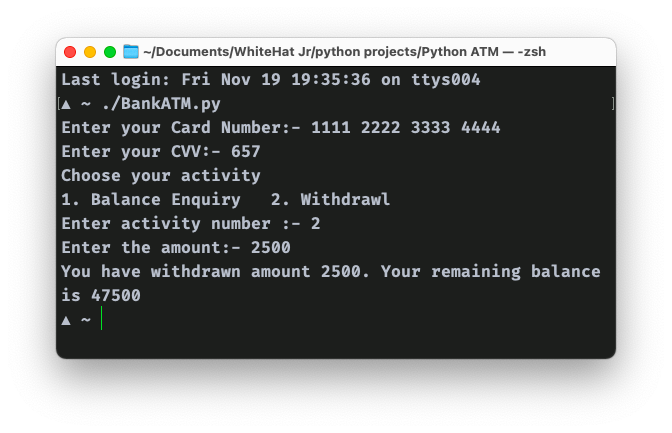 ~/Documents/WhiteHat Jr/python projects/Python ATM — -zsh
Last login: Fri Nov 19 19:35:36 on ttys004
[▲ ~ ./BankATM.py ]
Enter your Card Number:- 1111 2222 3333 4444
Enter your CVV:- 657
Choose your activity
1. Balance Enquiry   2. Withdrawl
Enter activity number :- 2
Enter the amount:- 2500
You have withdrawn amount 2500. Your remaining balance
is 47500
▲ ~